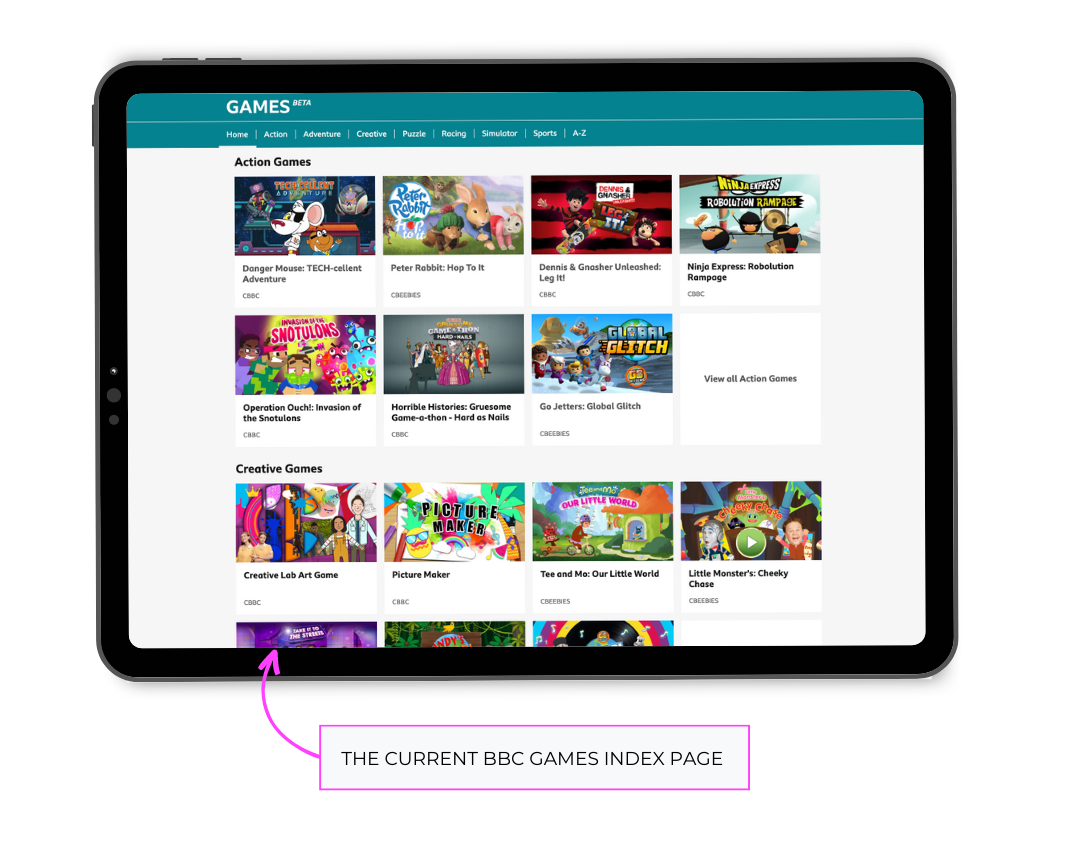 GAMES BETA
Home | Action | Adventure | Creative | Puzzle | Racing | Simulator | Sports | A-Z
Action Games
TECH-CELLENT
ADVENTURE
Peter
Rabbit
Hop
to it
DENNIS &
GNASHER
UNLEASHED!
LEG
IT!
NINJA EXPRESS
ROBOLUTION RAMPAGE
Danger Mouse: TECH-cellent
Adventure
CBBC
Peter Rabbit: Hop To It
CBEEBIES
Dennis & Gnasher Unleashed:
Leg It!
CBBC
Ninja Express: Robolution
Rampage
CBBC
INVASION OF THE
SNOTULONS
GRUESOME
GAME-A-THON
HARD AS NAILS
GLOBAL
GLITCH
GO
JETTERS
View all Action Games
Operation Ouch!: Invasion of
the Snotulons
CBBC
Horrible Histories: Gruesome
Game-a-thon - Hard as Nails
CBBC
Go Jetters: Global Glitch
CBEEBIES
Creative Games
PICTURE
MAKER
Tee and Mo
OUR LITTLE WORLD
Cheeky Chase
Creative Lab Art Game
CBBC
Picture Maker
CBBC
Tee and Mo: Our Little World
CBEEBIES
Little Monster's: Cheeky
Chase
CBEEBIES
TAKE IT TO
THE STREETS
THE CURRENT BBC GAMES INDEX PAGE